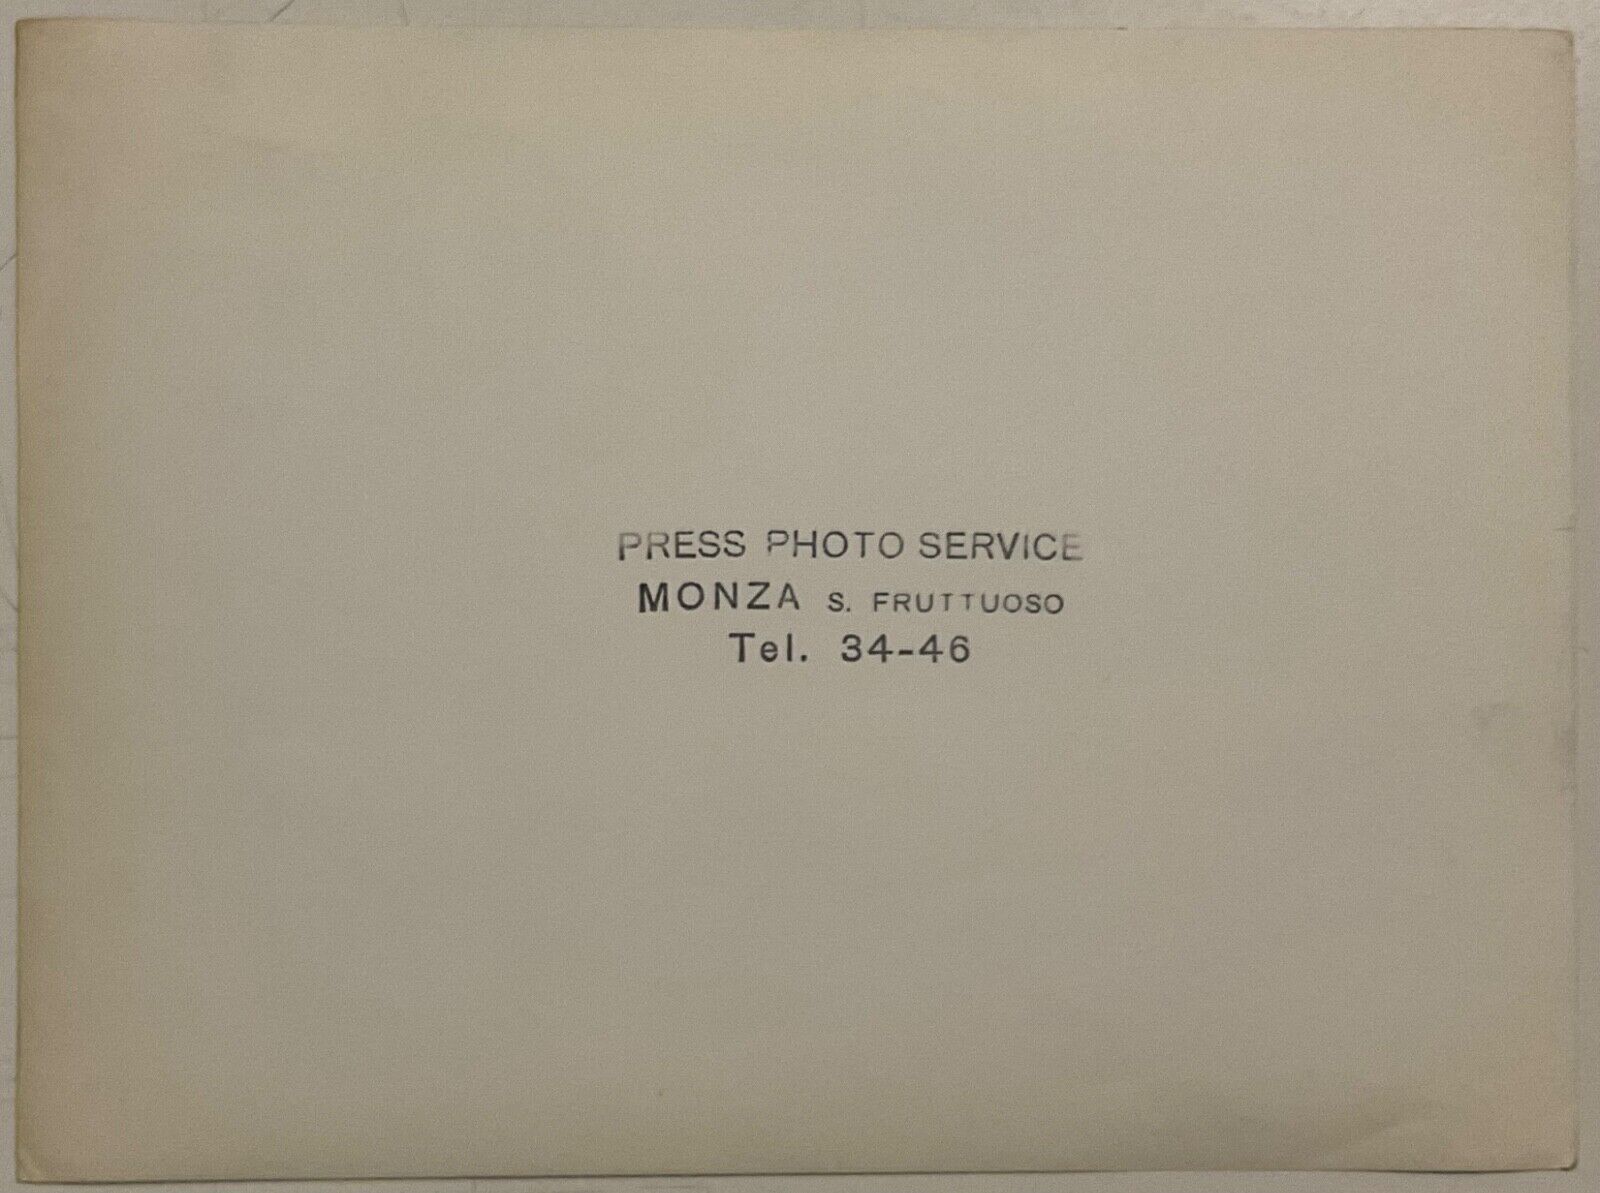 PRESS PHOTO SERVICE
MONZA S. FRUTTUOSO
Tel. 34-46